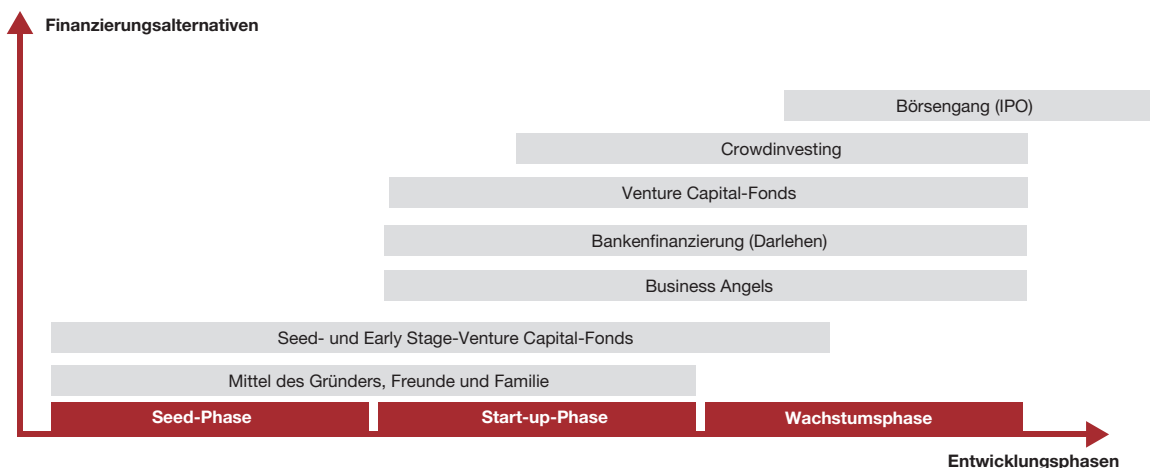 Finanzierungsalternativen
Börsengang (IPO)
Crowdinvesting
Venture Capital-Fonds
Bankenfinanzierung (Darlehen)
Business Angels
Seed- und Early Stage-Venture Capital-Fonds
Mittel des Gründers, Freunde und Familie
Seed-Phase
Start-up-Phase
Wachstumsphase
Entwicklungsphasen